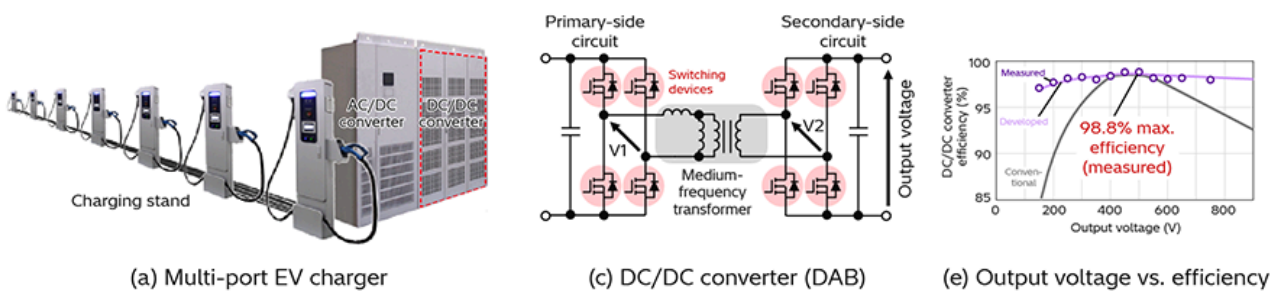 AC/DC
converter
DC/DC
converter
Charging stand
(a) Multi-port EV charger
Primary-side
circuit
Secondary-side
circuit
Switching
devices
V1
V2
Medium-
frequency
transformer
Output voltage
(c) DC/DC converter (DAB)
DC/DC converter
efficiency (%)
100
95
90
85
Measured
Developed
Conven-
tional
98.8% max.
efficiency
(measured)
0
200
400
600
800
Output voltage (V)
(e) Output voltage vs. efficiency